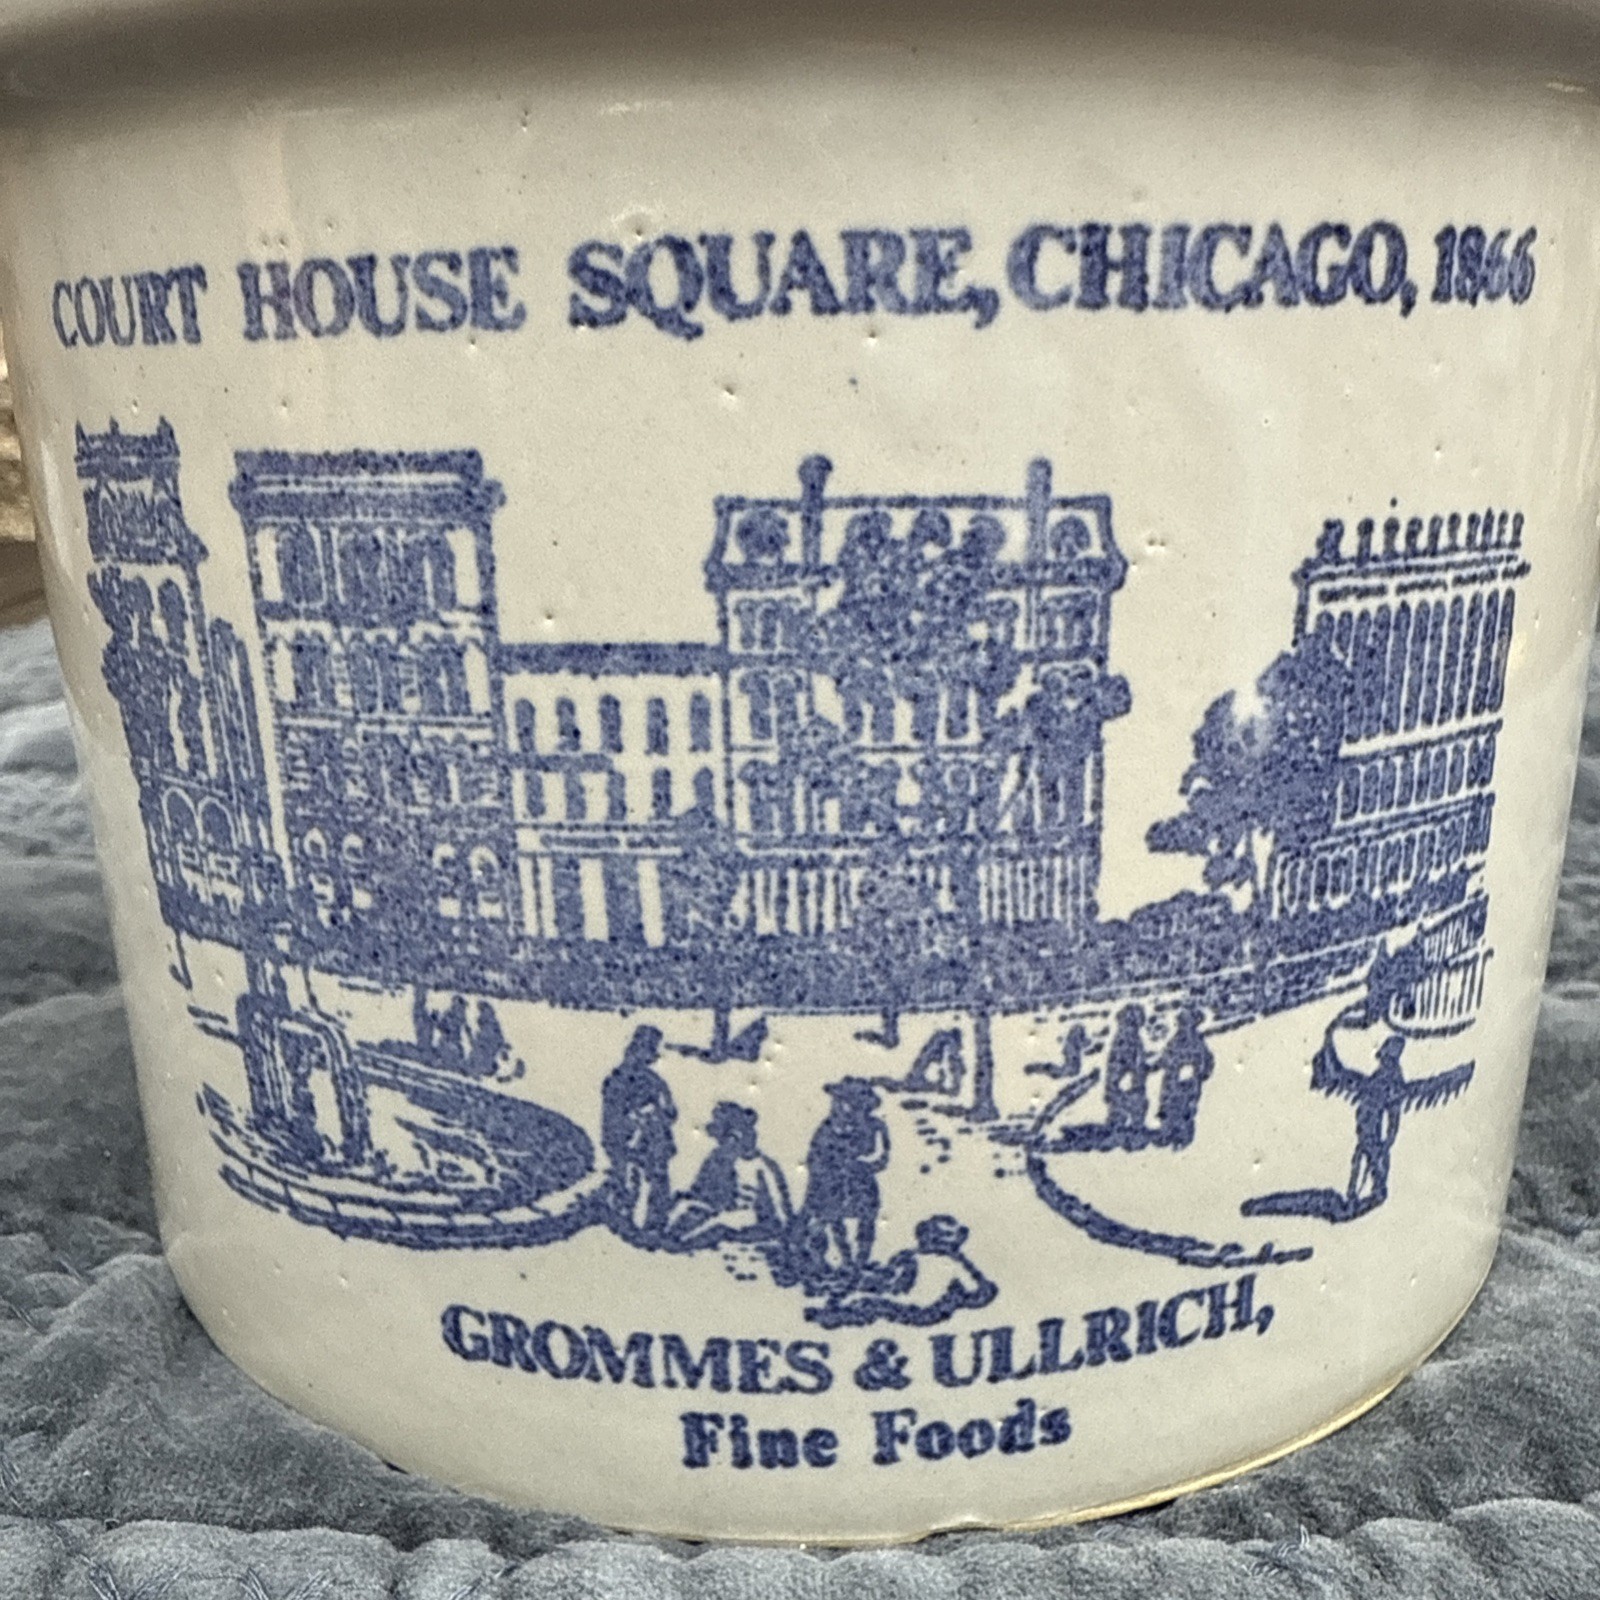 COURT HOUSE SQUARE, CHICAGO, 1866
GROMMES & ULLRICH,
Fine Foods